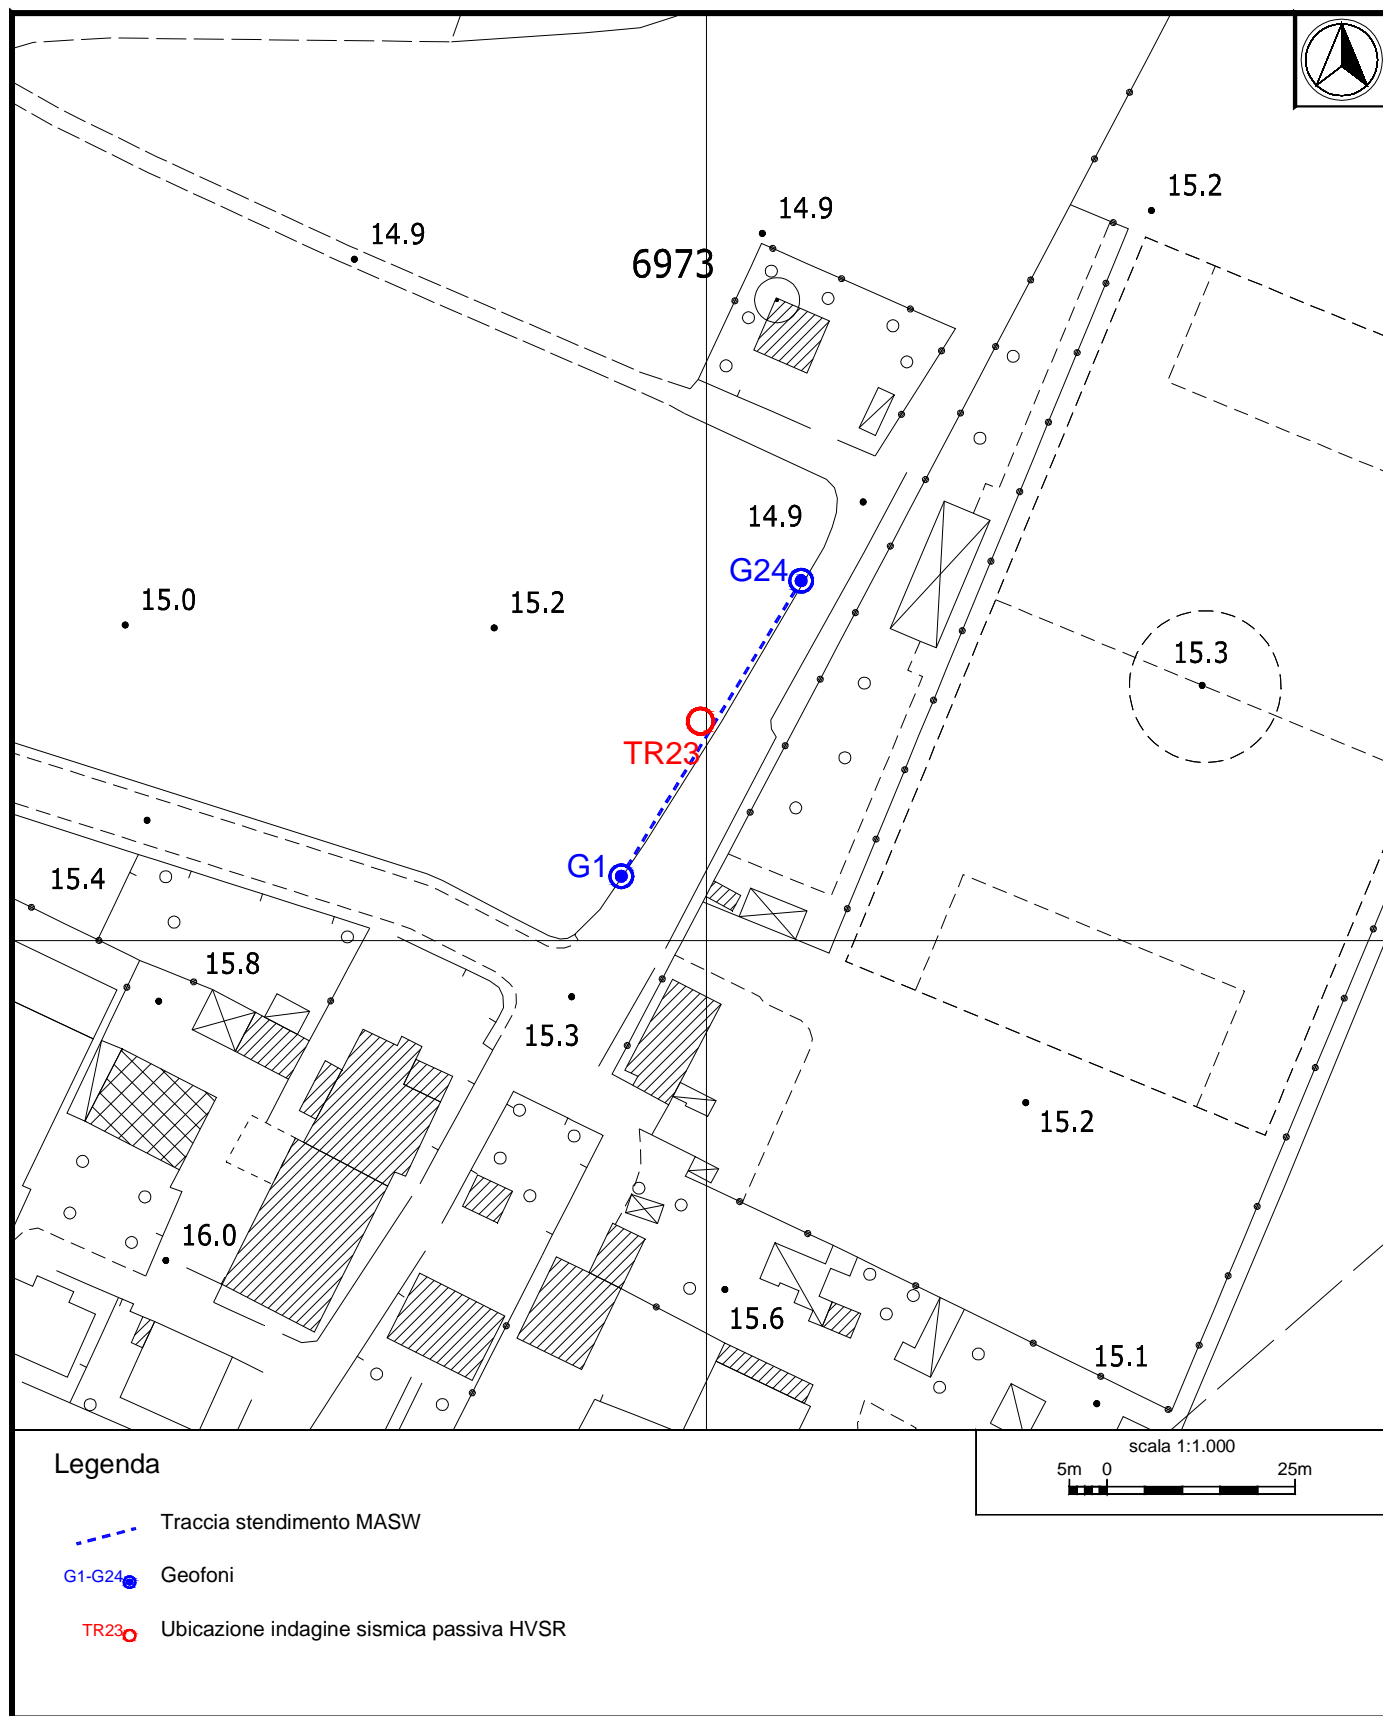 15.2
14.9
14.9
6973
14.9
G24
15.0
15.2
15.3
TR23
G1
15.4
15.8
15.3
15.2
16.0
15.6
15.1
Legenda
scala 1:1.000
5m 0 25m
Traccia stendimento MASW
G1-G24 Geofoni
TR23 Ubicazione indagine sismica passiva HVSR